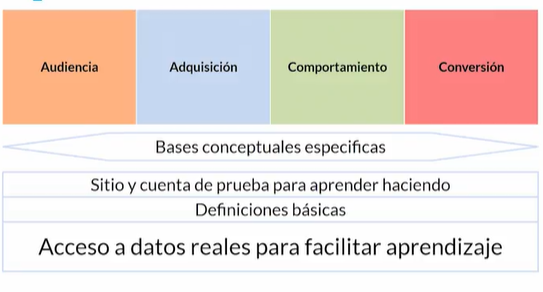 Audiencia
Adquisición
Comportamiento
Conversión
Bases conceptuales especificas
Sitio y cuenta de prueba para aprender haciendo
Definiciones básicas
Acceso a datos reales para facilitar aprendizaje